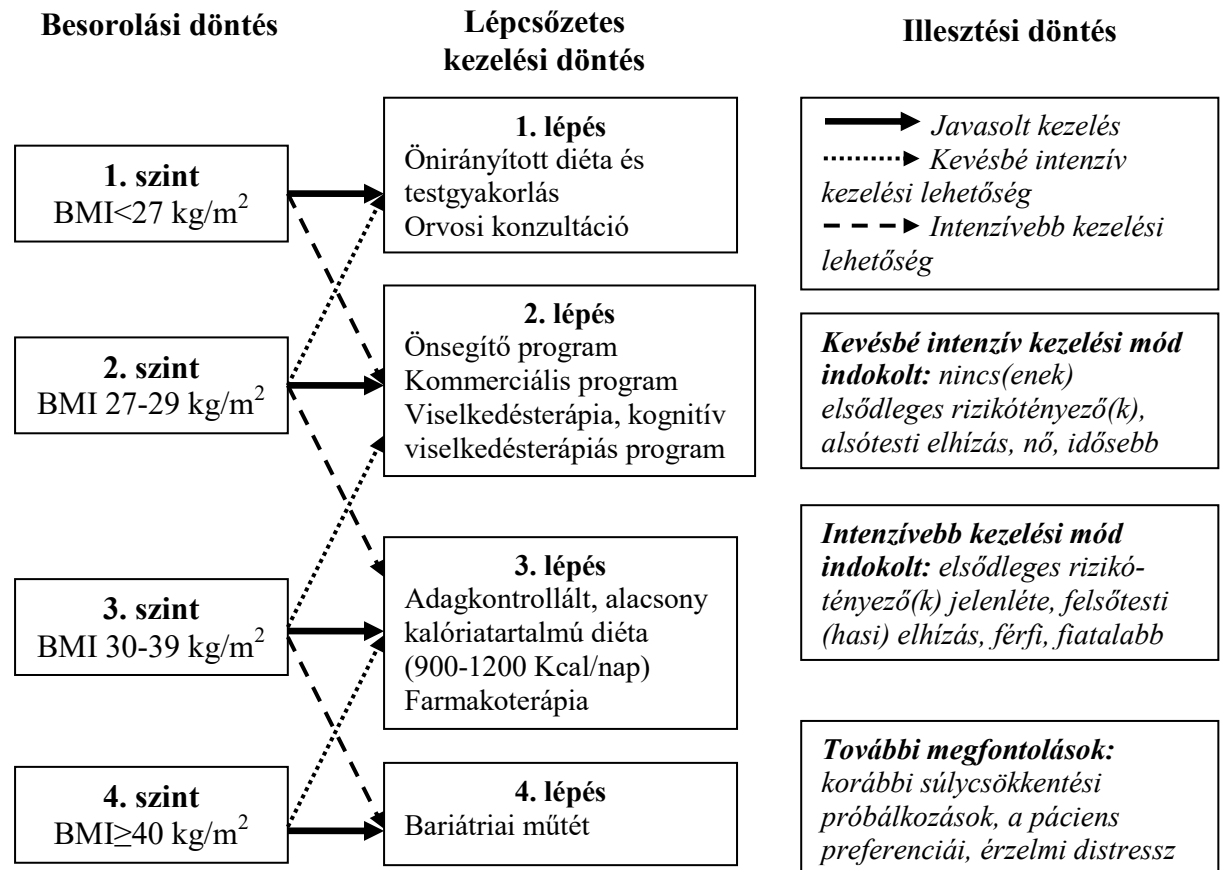 Besorolási döntés
Lépcsőzetes
kezelési döntés
Illesztési döntés
1. szint
BMI<27 kg/m²
2. szint
BMI 27-29 kg/m²
3. szint
BMI 30-39 kg/m²
4. szint
BMI≥40 kg/m²
1. lépés
Önirányított diéta és
testgyakorlás
Orvosi konzultáció
2. lépés
Önsegítő program
Kommerciális program
Viselkedésterápia, kognitív
viselkedésterápiás program
3. lépés
Adagkontrollált, alacsony
kalóriatartalmú diéta
(900-1200 Kcal/nap)
Farmakoterápia
4. lépés
Bariátriai műtét
Javasolt kezelés
Kevésbé intenzív
kezelési lehetőség
Intenzívebb kezelési
lehetőség
Kevésbé intenzív kezelési mód
indokolt: nincs(enek)
elsődleges rizikótényező(k),
alsótesti elhízás, nő, idősebb
Intenzívebb kezelési mód
indokolt: elsődleges rizikó-
tényező(k) jelenléte, felsőtesti
(hasi) elhízás, férfi, fiatalabb
További megfontolások:
korábbi súlycsökkentési
próbálkozások, a páciens
preferenciái, érzelmi distressz